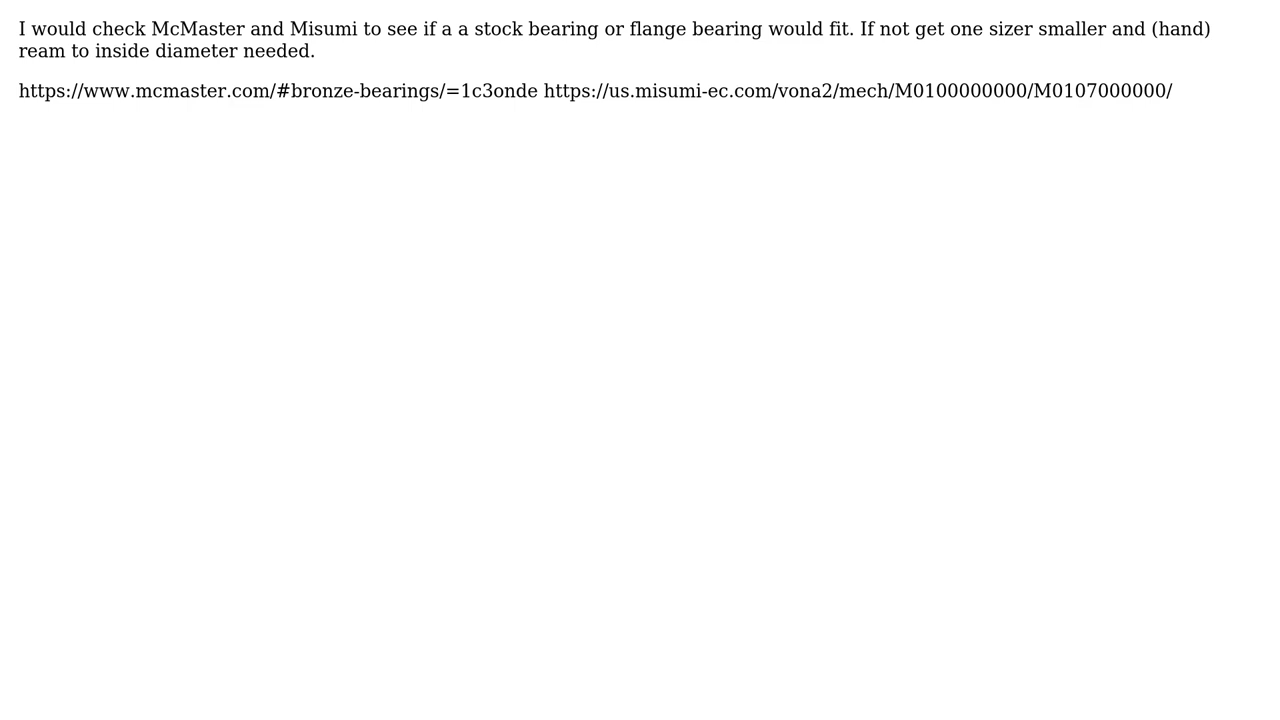 I would check McMaster and Misumi to see if a a stock bearing or flange bearing would fit. If not get one sizer smaller and (hand)
ream to inside diameter needed.
https://www.mcmaster.com/#bronze-bearings/=1c3onde https://us.misumi-ec.com/vona2/mech/M0100000000/M0107000000/